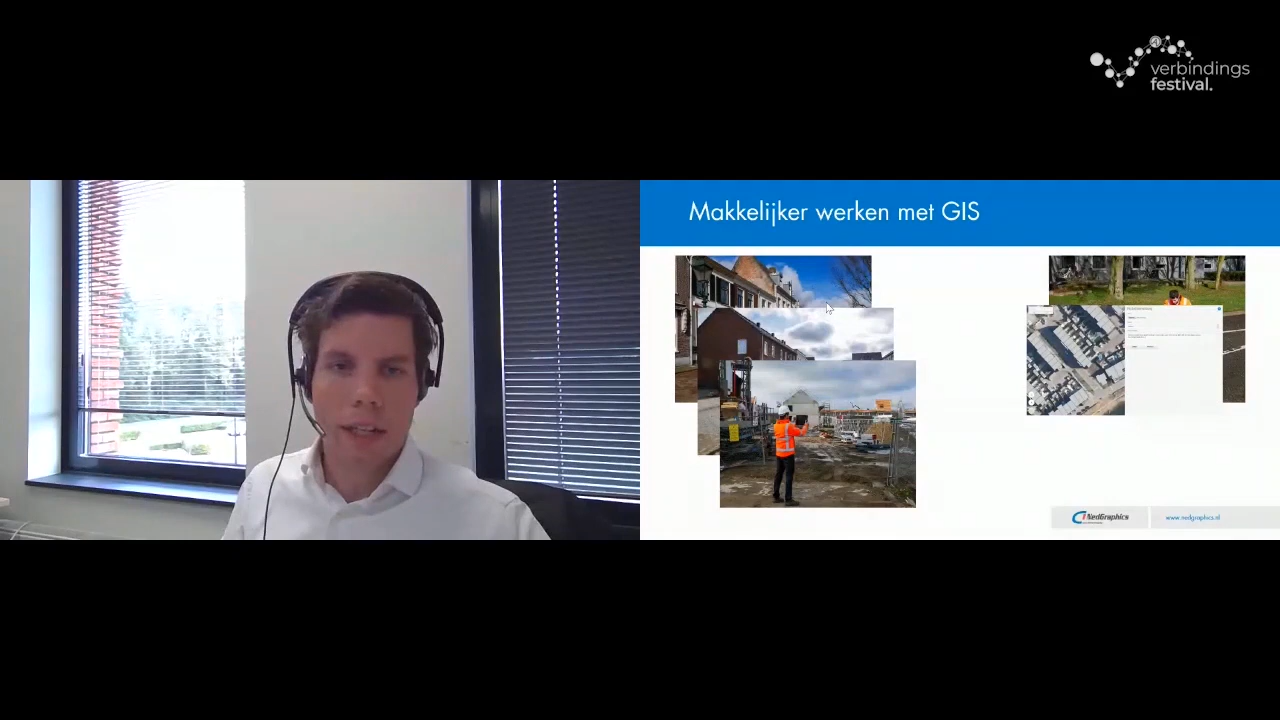 verbindings
festival.
Makkelijker werken met GIS
NedGraphics
www.nedgraphics.nl